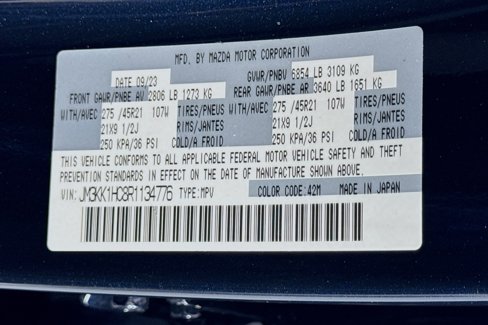 MFD. BY MAZDA MOTOR CORPORATION
DATE 09/23 GVWR/PNBV 6854 LB 3109 KG
FRONT GAWR/PNBE AV 2806 LB 1273 KG REAR GAWR/PNBE AR 3640 LB 1651 KG
WITH/AVEC 275 /45R21 107W TIRES/PNEUS WITH/AVEC 275 /45R21 107W TIRES/PNEUS
21X9 1/2J RIMS/JANTES 21X9 1/2J RIMS/JANTES
250 KPA/36 PSI COLD/A FROID 250 KPA/36 PSI COLD/A FROID
THIS VEHICLE CONFORMS TO ALL APPLICABLE FEDERAL MOTOR VEHICLE SAFETY AND THEFT
PREVENTION STANDARDS IN EFFECT ON THE DATE OF MANUFACTURE SHOWN ABOVE.
VIN: JM3KK1HC8R1134776 TYPE:MPV COLOR CODE:42M MADE IN JAPAN